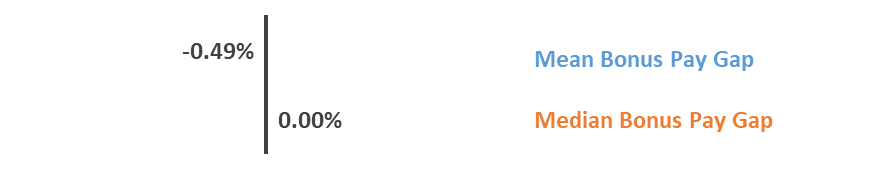 -0.49%
Mean Bonus Pay Gap
0.00%
Median Bonus Pay Gap